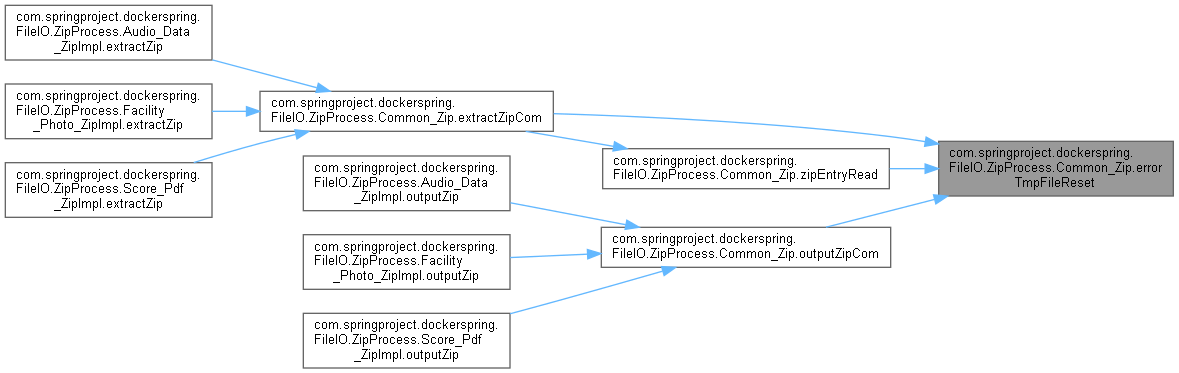 com.springproject.dockerspring.
FileIO.ZipProcess.Audio_Data
_ZipImpl.extractZip
com.springproject.dockerspring.
FileIO.ZipProcess.Facility
_Photo_ZipImpl.extractZip
com.springproject.dockerspring.
FileIO.ZipProcess.Score_Pdf
_ZipImpl.extractZip
com.springproject.dockerspring.
FileIO.ZipProcess.Common_Zip.extractZipCom
com.springproject.dockerspring.
FileIO.ZipProcess.Audio_Data
_ZipImpl.outputZip
com.springproject.dockerspring.
FileIO.ZipProcess.Facility
_Photo_ZipImpl.outputZip
com.springproject.dockerspring.
FileIO.ZipProcess.Score_Pdf
_ZipImpl.outputZip
com.springproject.dockerspring.
FileIO.ZipProcess.Common_Zip.zipEntryRead
com.springproject.dockerspring.
FileIO.ZipProcess.Common_Zip.outputZipCom
com.springproject.dockerspring.
FileIO.ZipProcess.Common_Zip.error
TmpFileReset